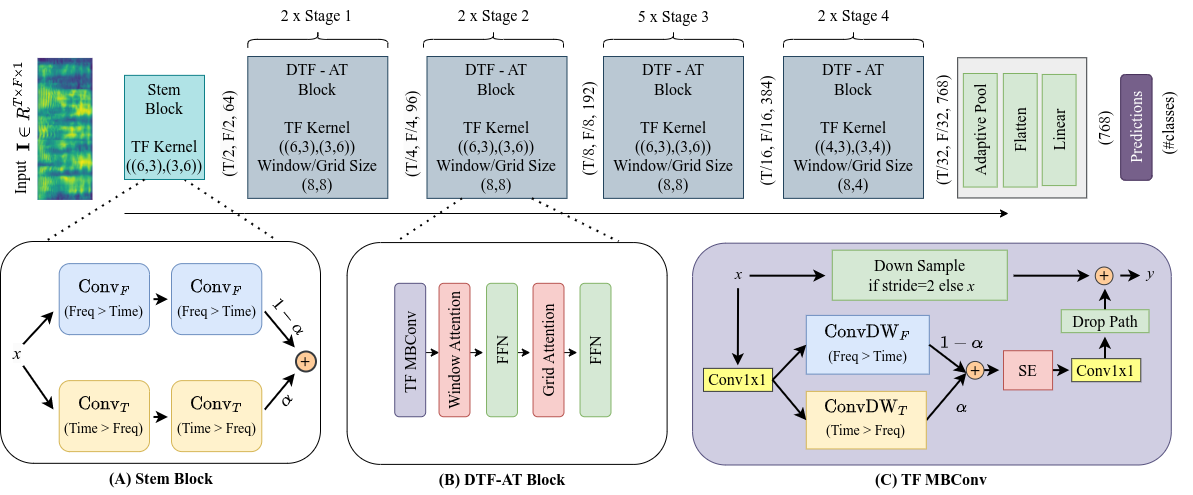 2 x Stage 1
2 x Stage 2
5 x Stage 3
2 x Stage 4
Input I ∈ R^{T×F×1}
Stem
Block
TF Kernel
((6,3),(3,6))
(T/2, F/2, 64)
DTF - AT
Block
TF Kernel
((6,3),(3,6))
Window/Grid Size
(8,8)
(T/4, F/4, 96)
DTF - AT
Block
TF Kernel
((6,3),(3,6))
Window/Grid Size
(8,8)
(T/8, F/8, 192)
DTF - AT
Block
TF Kernel
((6,3),(3,6))
Window/Grid Size
(8,8)
(T/16, F/16, 384)
DTF - AT
Block
TF Kernel
((4,3),(3,4))
Window/Grid Size
(8,4)
(T/32, F/32, 768)
Adaptive Pool
Flatten
Linear
(768)
Predictions
(#classes)
x
Conv_F
(Freq > Time)
Conv_F
(Freq > Time)
1 − α
+
Conv_T
(Time > Freq)
Conv_T
(Time > Freq)
α
(A) Stem Block
TF MBConv
Window Attention
FFN
Grid Attention
FFN
(B) DTF-AT Block
x
Down Sample
if stride=2 else x
+
y
Drop Path
Conv1x1
ConvDW_F
(Freq > Time)
1 − α
+
SE
Conv1x1
ConvDW_T
(Time > Freq)
α
(C) TF MBConv